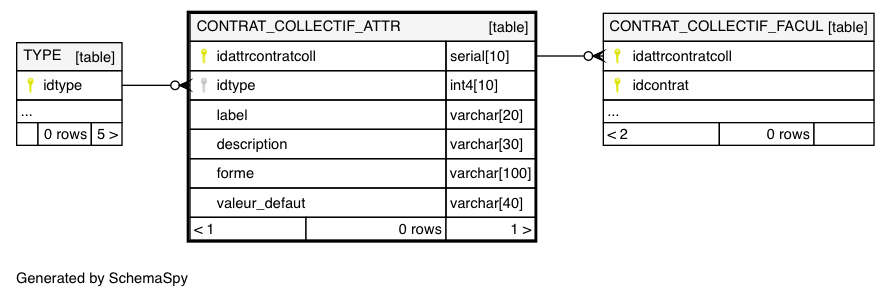 TYPE [table]
idtype
...
0 rows 5 >
CONTRAT_COLLECTIF_ATTR [table]
idattrcontratcoll serial[10]
idtype int4[10]
label varchar[20]
description varchar[30]
forme varchar[100]
valeur_defaut varchar[40]
< 1 0 rows 1 >
CONTRAT_COLLECTIF_FACUL [table]
idattrcontratcoll
idcontrat
...
< 2 0 rows
Generated by SchemaSpy